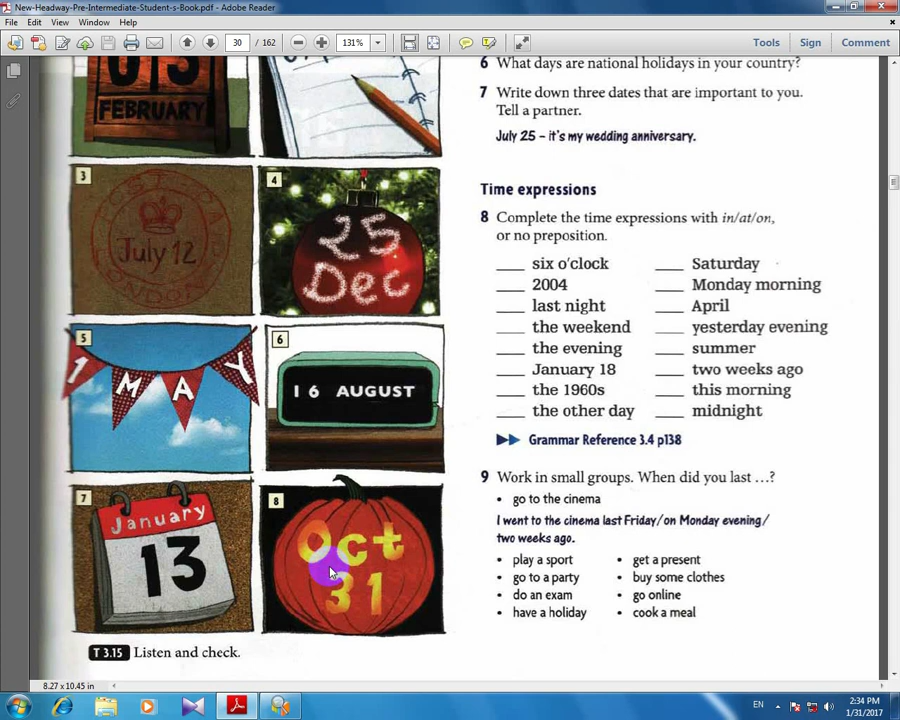 New-Headway-Pre-Intermediate-Student-s-Book.pdf - Adobe Reader
File Edit View Window Help
30 / 162 131% Tools Sign Comment
FEBRUARY
3
July 12
4
25
Dec
5
1 MAY
6
16 AUGUST
7
January
13
8
Oct
31
T 3.15 Listen and check.
6 What days are national holidays in your country?
7 Write down three dates that are important to you.
Tell a partner.
July 25 – it's my wedding anniversary.
Time expressions
8 Complete the time expressions with in/at/on,
or no preposition.
___ six o'clock ___ Saturday
___ 2004 ___ Monday morning
___ last night ___ April
___ the weekend ___ yesterday evening
___ the evening ___ summer
___ January 18 ___ two weeks ago
___ the 1960s ___ this morning
___ the other day ___ midnight
Grammar Reference 3.4 p138
9 Work in small groups. When did you last …?
• go to the cinema
I went to the cinema last Friday/on Monday evening/
two weeks ago.
• play a sport • get a present
• go to a party • buy some clothes
• do an exam • go online
• have a holiday • cook a meal
8.27 x 10.45 in
EN 2:34 PM
1/31/2017